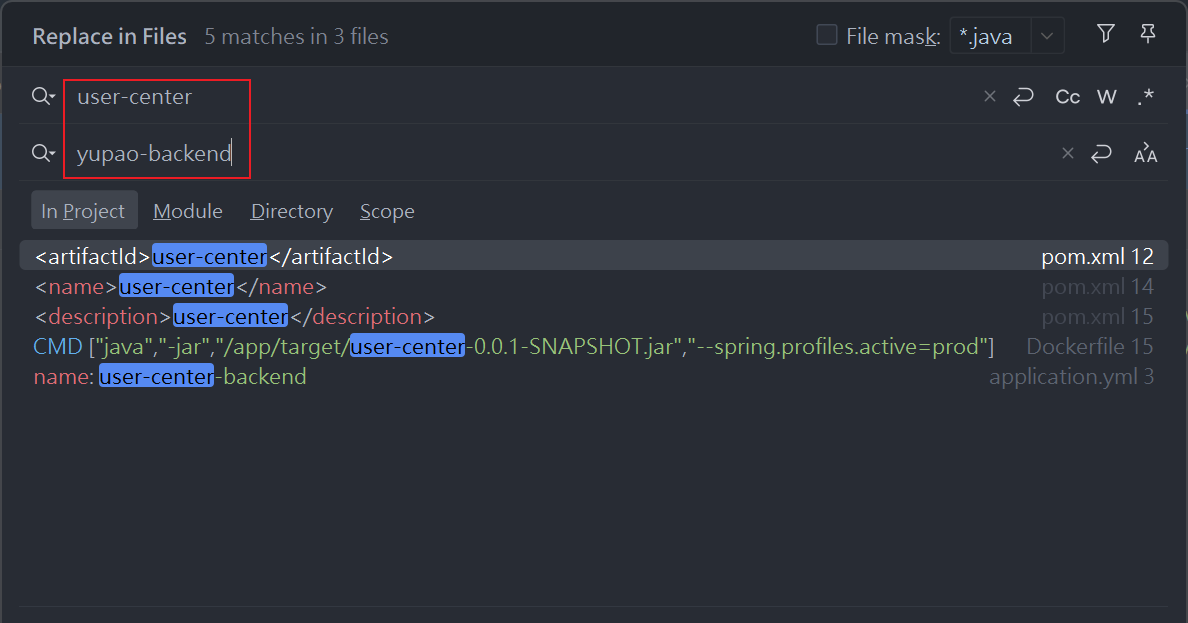 Replace in Files 5 matches in 3 files File mask: *.java
user-center Cc W .*
yupao-backend
In Project Module Directory Scope
<artifactId>user-center</artifactId> pom.xml 12
<name>user-center</name> pom.xml 14
<description>user-center</description> pom.xml 15
CMD ["java","-jar","/app/target/user-center-0.0.1-SNAPSHOT.jar","--spring.profiles.active=prod"] Dockerfile 15
name: user-center-backend application.yml 3